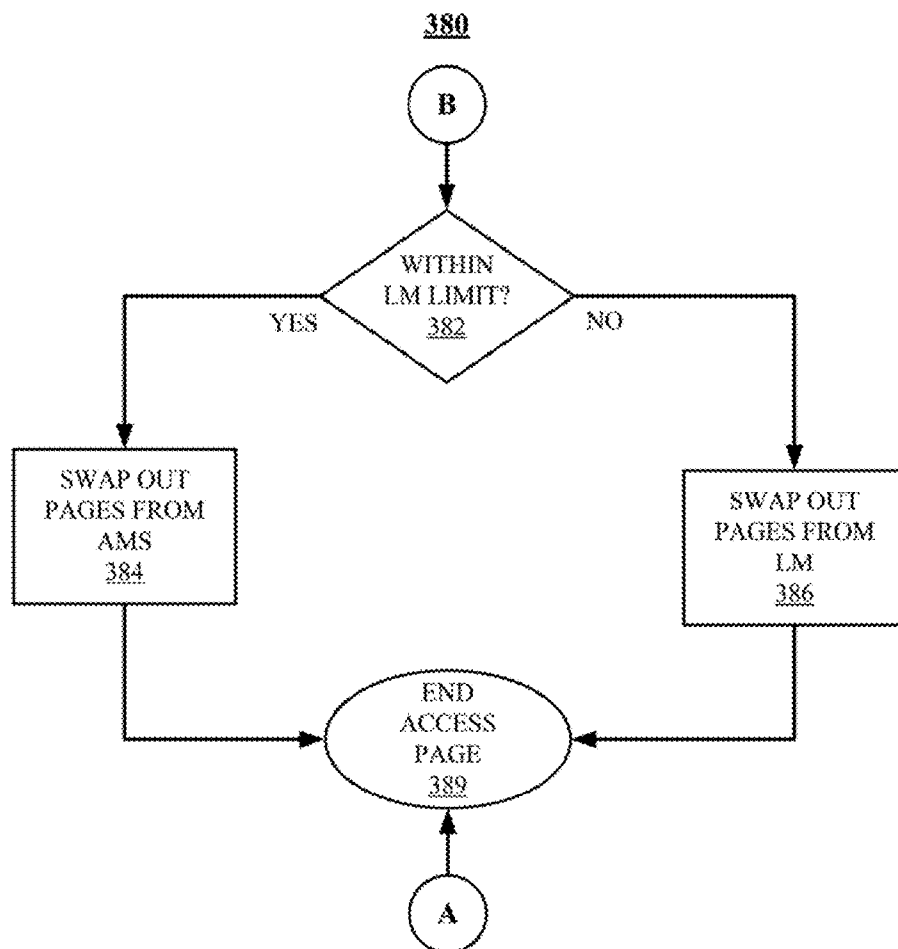 380
B
WITHIN
LM LIMIT?
382
YES
NO
SWAP OUT
PAGES FROM
AMS
384
SWAP OUT
PAGES FROM
LM
386
END
ACCESS
PAGE
389
A